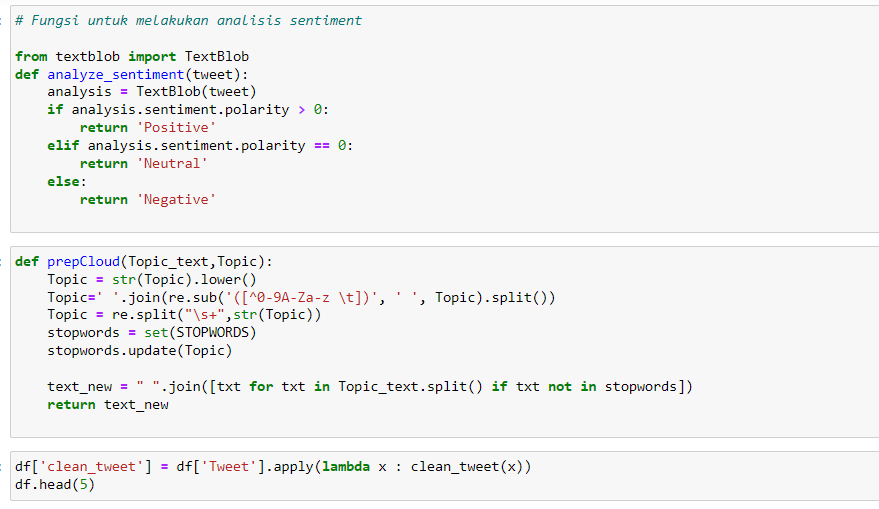 # Fungsi untuk melakukan analisis sentiment
from textblob import TextBlob
def analyze_sentiment(tweet):
    analysis = TextBlob(tweet)
    if analysis.sentiment.polarity > 0:
        return 'Positive'
    elif analysis.sentiment.polarity == 0:
        return 'Neutral'
    else:
        return 'Negative'
def prepCloud(Topic_text,Topic):
    Topic = str(Topic).lower()
    Topic=' '.join(re.sub('([^0-9A-Za-z \t])', ' ', Topic).split())
    Topic = re.split("\s+",str(Topic))
    stopwords = set(STOPWORDS)
    stopwords.update(Topic)
    text_new = " ".join([txt for txt in Topic_text.split() if txt not in stopwords])
    return text_new
df['clean_tweet'] = df['Tweet'].apply(lambda x : clean_tweet(x))
df.head(5)